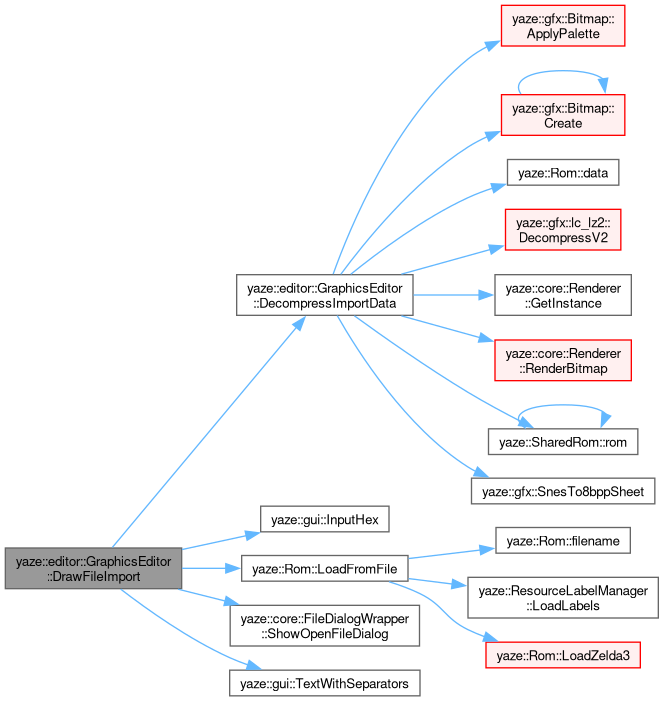 yaze::gfx::Bitmap::
ApplyPalette
yaze::gfx::Bitmap::
Create
yaze::Rom::data
yaze::gfx::lc_lz2::
DecompressV2
yaze::editor::GraphicsEditor
::DecompressImportData
yaze::core::Renderer
::GetInstance
yaze::core::Renderer
::RenderBitmap
yaze::SharedRom::rom
yaze::gfx::SnesTo8bppSheet
yaze::gui::InputHex
yaze::editor::GraphicsEditor
::DrawFileImport
yaze::Rom::LoadFromFile
yaze::Rom::filename
yaze::ResourceLabelManager
::LoadLabels
yaze::core::FileDialogWrapper
::ShowOpenFileDialog
yaze::Rom::LoadZelda3
yaze::gui::TextWithSeparators